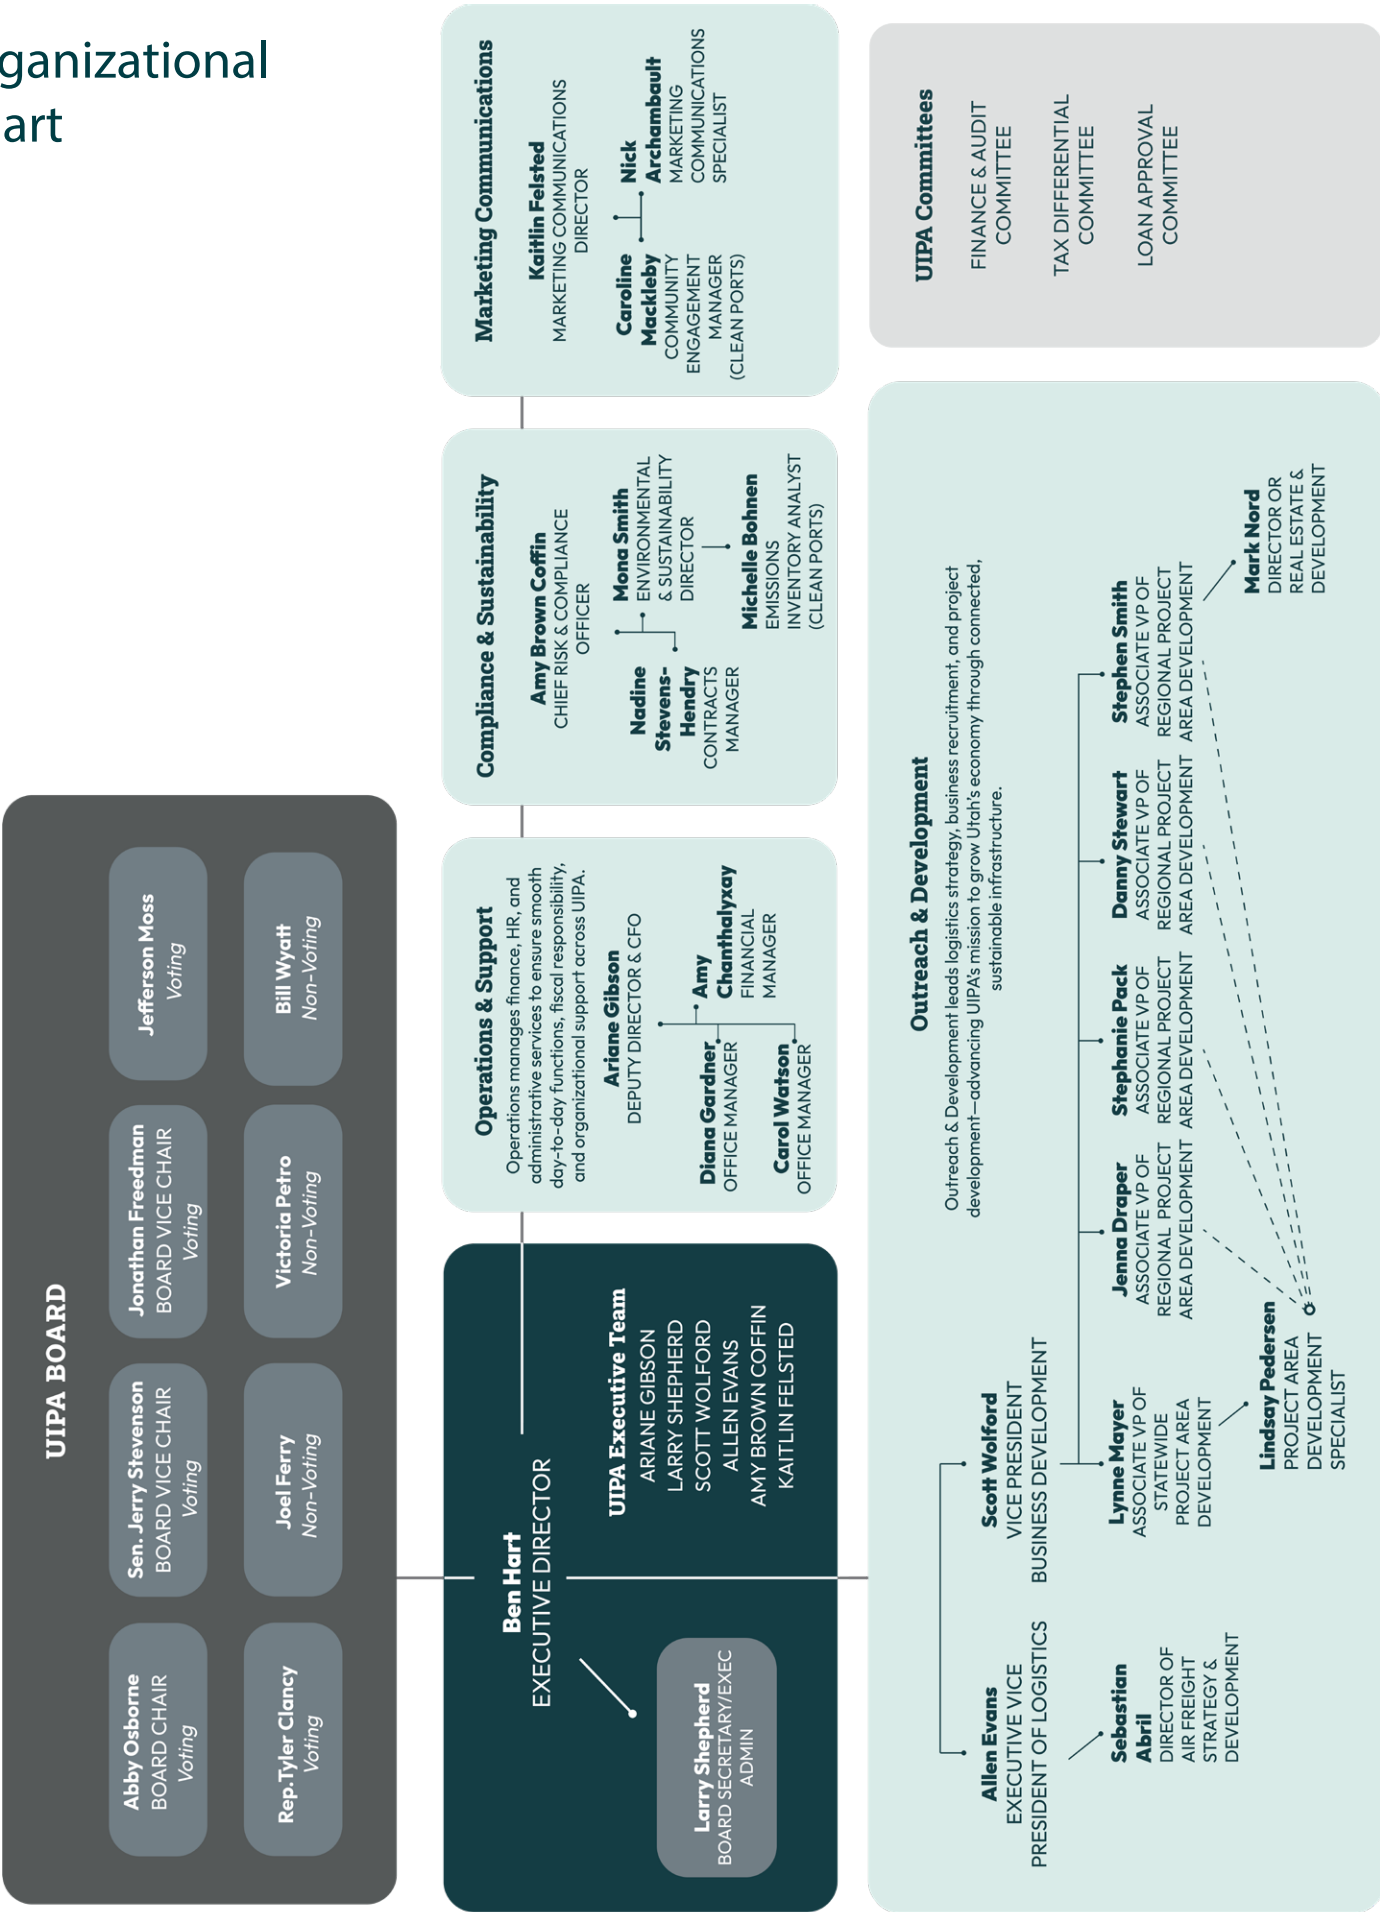 ganizational
art
UIPA BOARD
Abby Osborne
BOARD CHAIR
Voting
Sen. Jerry Stevenson
BOARD VICE CHAIR
Voting
Jonathan Freedman
BOARD VICE CHAIR
Voting
Jefferson Moss
Voting
Rep.Tyler Clancy
Voting
Joel Ferry
Non-Voting
Victoria Petro
Non-Voting
Bill Wyatt
Non-Voting
Ben Hart
EXECUTIVE DIRECTOR
Larry Shepherd
BOARD SECRETARY/EXEC
ADMIN
UIPA Executive Team
ARIANE GIBSON
LARRY SHEPHERD
SCOTT WOLFORD
ALLEN EVANS
AMY BROWN COFFIN
KAITLIN FELSTED
Operations & Support
Operations manages finance, HR, and
administrative services to ensure smooth
day-to-day functions, fiscal responsibility,
and organizational support across UIPA.
Ariane Gibson
DEPUTY DIRECTOR & CFO
Diana Gardner
OFFICE MANAGER
Carol Watson
OFFICE MANAGER
Amy
Chanthalyxay
FINANCIAL
MANAGER
Compliance & Sustainability
Amy Brown Coffin
CHIEF RISK & COMPLIANCE
OFFICER
Nadine
Stevens-
Hendry
CONTRACTS
MANAGER
Mona Smith
ENVIRONMENTAL
& SUSTAINABILITY
DIRECTOR
Michelle Bohnen
EMISSIONS
INVENTORY ANALYST
(CLEAN PORTS)
Marketing Communications
Kaitlin Felsted
MARKETING COMMUNICATIONS
DIRECTOR
Caroline
Mackleby
COMMUNITY
ENGAGEMENT
MANAGER
(CLEAN PORTS)
Nick
Archambault
MARKETING
COMMUNICATIONS
SPECIALIST
Outreach & Development
Outreach & Development leads logistics strategy, business recruitment, and project
development—advancing UIPA's mission to grow Utah's economy through connected,
sustainable infrastructure.
Allen Evans
EXECUTIVE VICE
PRESIDENT OF LOGISTICS
Scott Wolford
VICE PRESIDENT
BUSINESS DEVELOPMENT
Sebastian
Abril
DIRECTOR OF
AIR FREIGHT
STRATEGY &
DEVELOPMENT
Lynne Mayer
ASSOCIATE VP OF
STATEWIDE
PROJECT AREA
DEVELOPMENT
Jenna Draper
ASSOCIATE VP OF
REGIONAL PROJECT
AREA DEVELOPMENT
Stephanie Pack
ASSOCIATE VP OF
REGIONAL PROJECT
AREA DEVELOPMENT
Danny Stewart
ASSOCIATE VP OF
REGIONAL PROJECT
AREA DEVELOPMENT
Stephen Smith
ASSOCIATE VP OF
REGIONAL PROJECT
AREA DEVELOPMENT
Lindsay Pedersen
PROJECT AREA
DEVELOPMENT
SPECIALIST
Mark Nord
DIRECTOR OR
REAL ESTATE &
DEVELOPMENT
UIPA Committees
FINANCE & AUDIT
COMMITTEE
TAX DIFFERENTIAL
COMMITTEE
LOAN APPROVAL
COMMITTEE